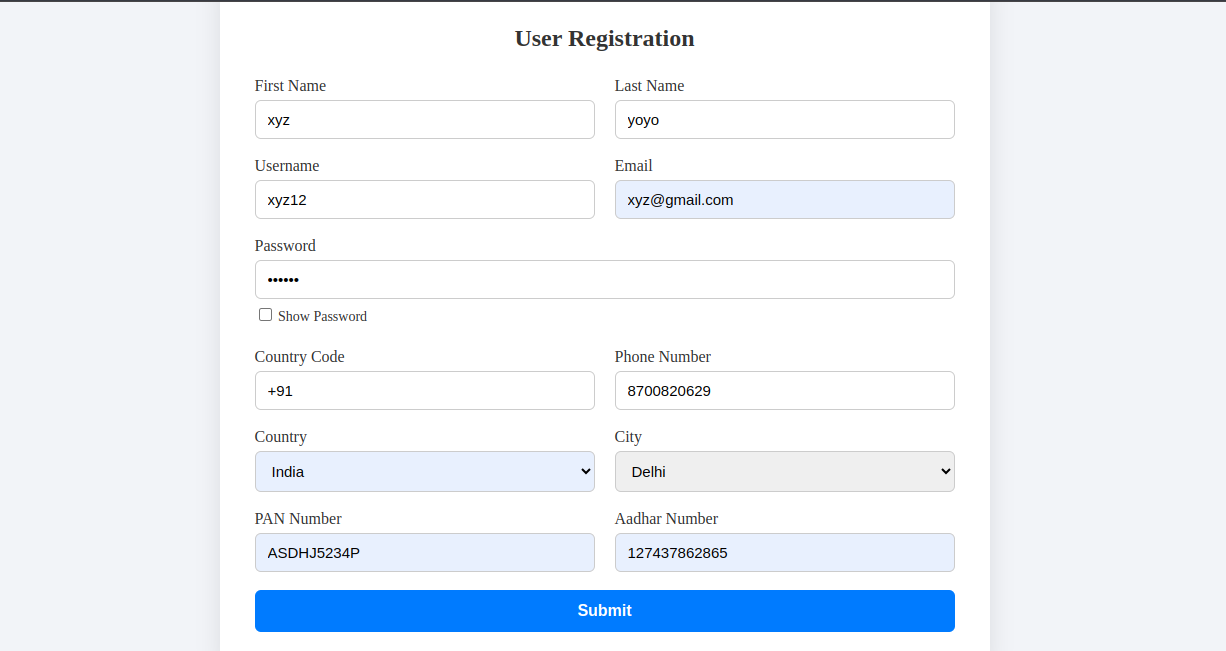 User Registration
First Name Last Name
xyz yoyo
Username Email
xyz12 xyz@gmail.com
Password
••••••
Show Password
Country Code Phone Number
+91 8700820629
Country City
India Delhi
PAN Number Aadhar Number
ASDHJ5234P 127437862865
Submit